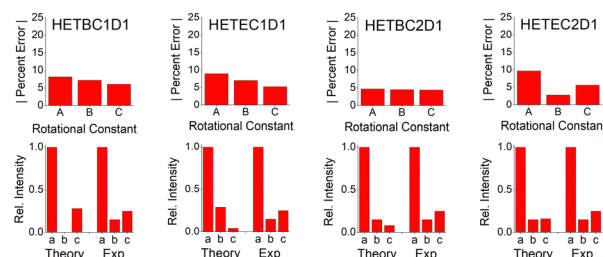 HETBC1D1
| Percent Error |
25
20
15
10
5
0
A B C
Rotational Constant
HETEC1D1
| Percent Error |
25
20
15
10
5
0
A B C
Rotational Constant
HETBC2D1
| Percent Error |
25
20
15
10
5
0
A B C
Rotational Constant
HETEC2D1
| Percent Error |
25
20
15
10
5
0
A B C
Rotational Constan
Rel. Intensity
1.0
0.5
0.0
a b c a b c
Theory Exp
Rel. Intensity
1.0
0.5
0.0
a b c a b c
Theory Exp
Rel. Intensity
1.0
0.5
0.0
a b c a b c
Theory Exp
Rel. Intensity
1.0
0.5
0.0
a b c a b c
Theory Exp